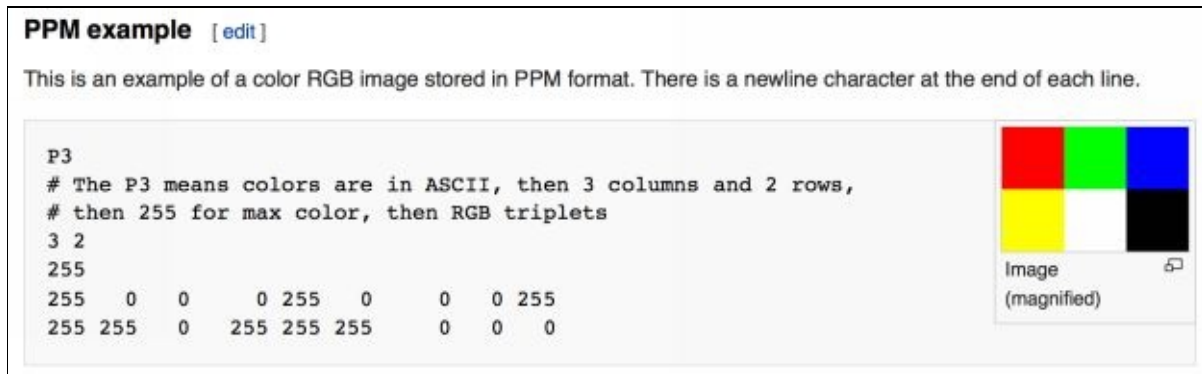 PPM example [edit]
This is an example of a color RGB image stored in PPM format. There is a newline character at the end of each line.
P3
# The P3 means colors are in ASCII, then 3 columns and 2 rows,
# then 255 for max color, then RGB triplets
3 2
255
255 0 0 0 255 0 0 0 255
255 255 0 255 255 255 0 0 0
Image
(magnified)